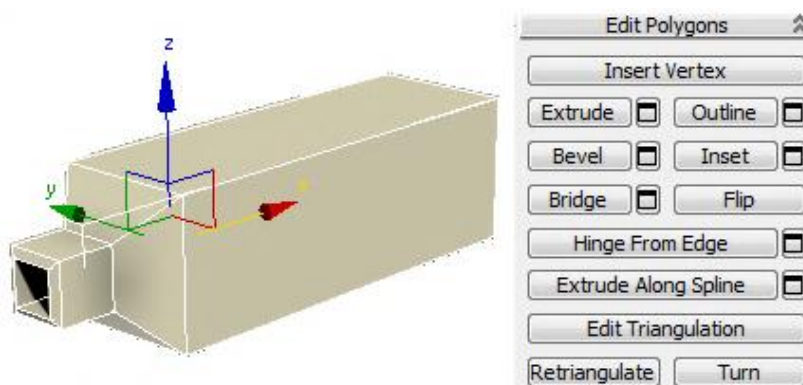 z
y
x
Edit Polygons
Insert Vertex
Extrude Outline
Bevel Inset
Bridge Flip
Hinge From Edge
Extrude Along Spline
Edit Triangulation
Retriangulate Turn